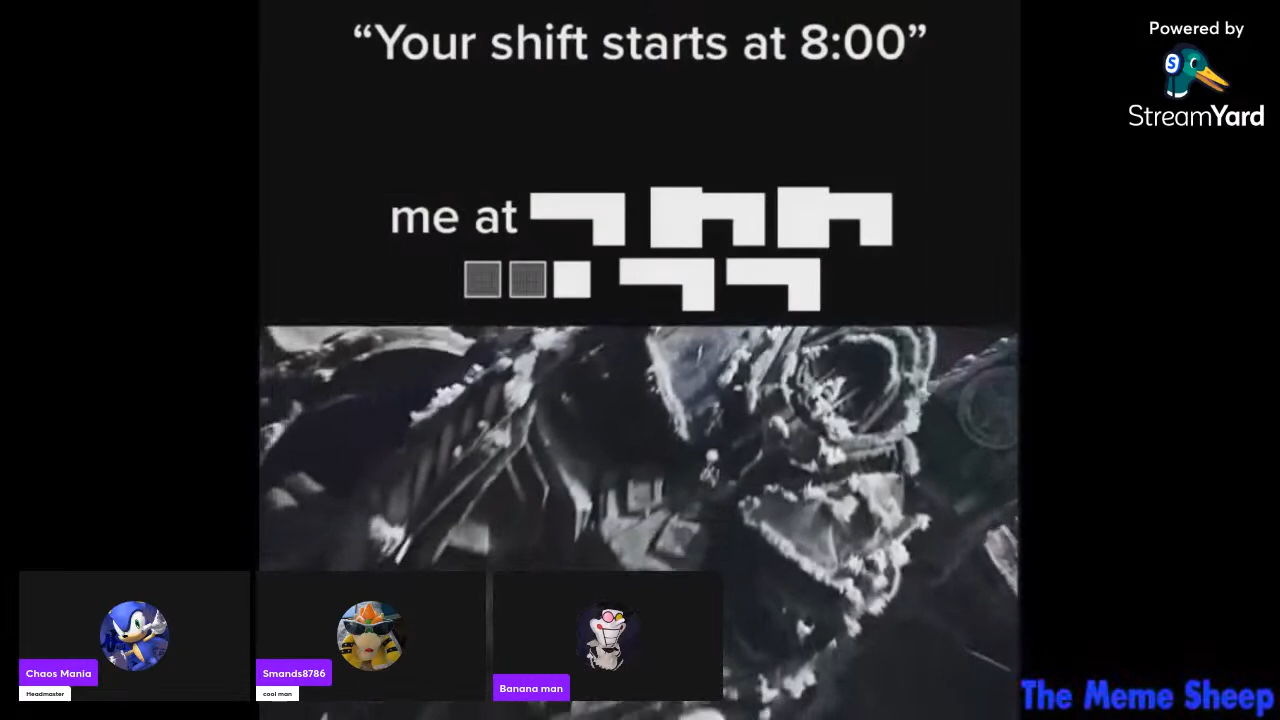 “Your shift starts at 8:00”
me at
Powered by
StreamYard
S
Chaos Mania
Headmaster
Smands8786
cool man
Banana man
The Meme Sheep